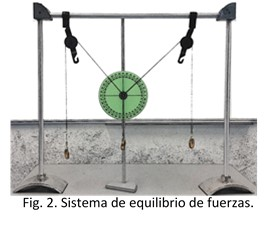 Fig. 2. Sistema de equilibrio de fuerzas.